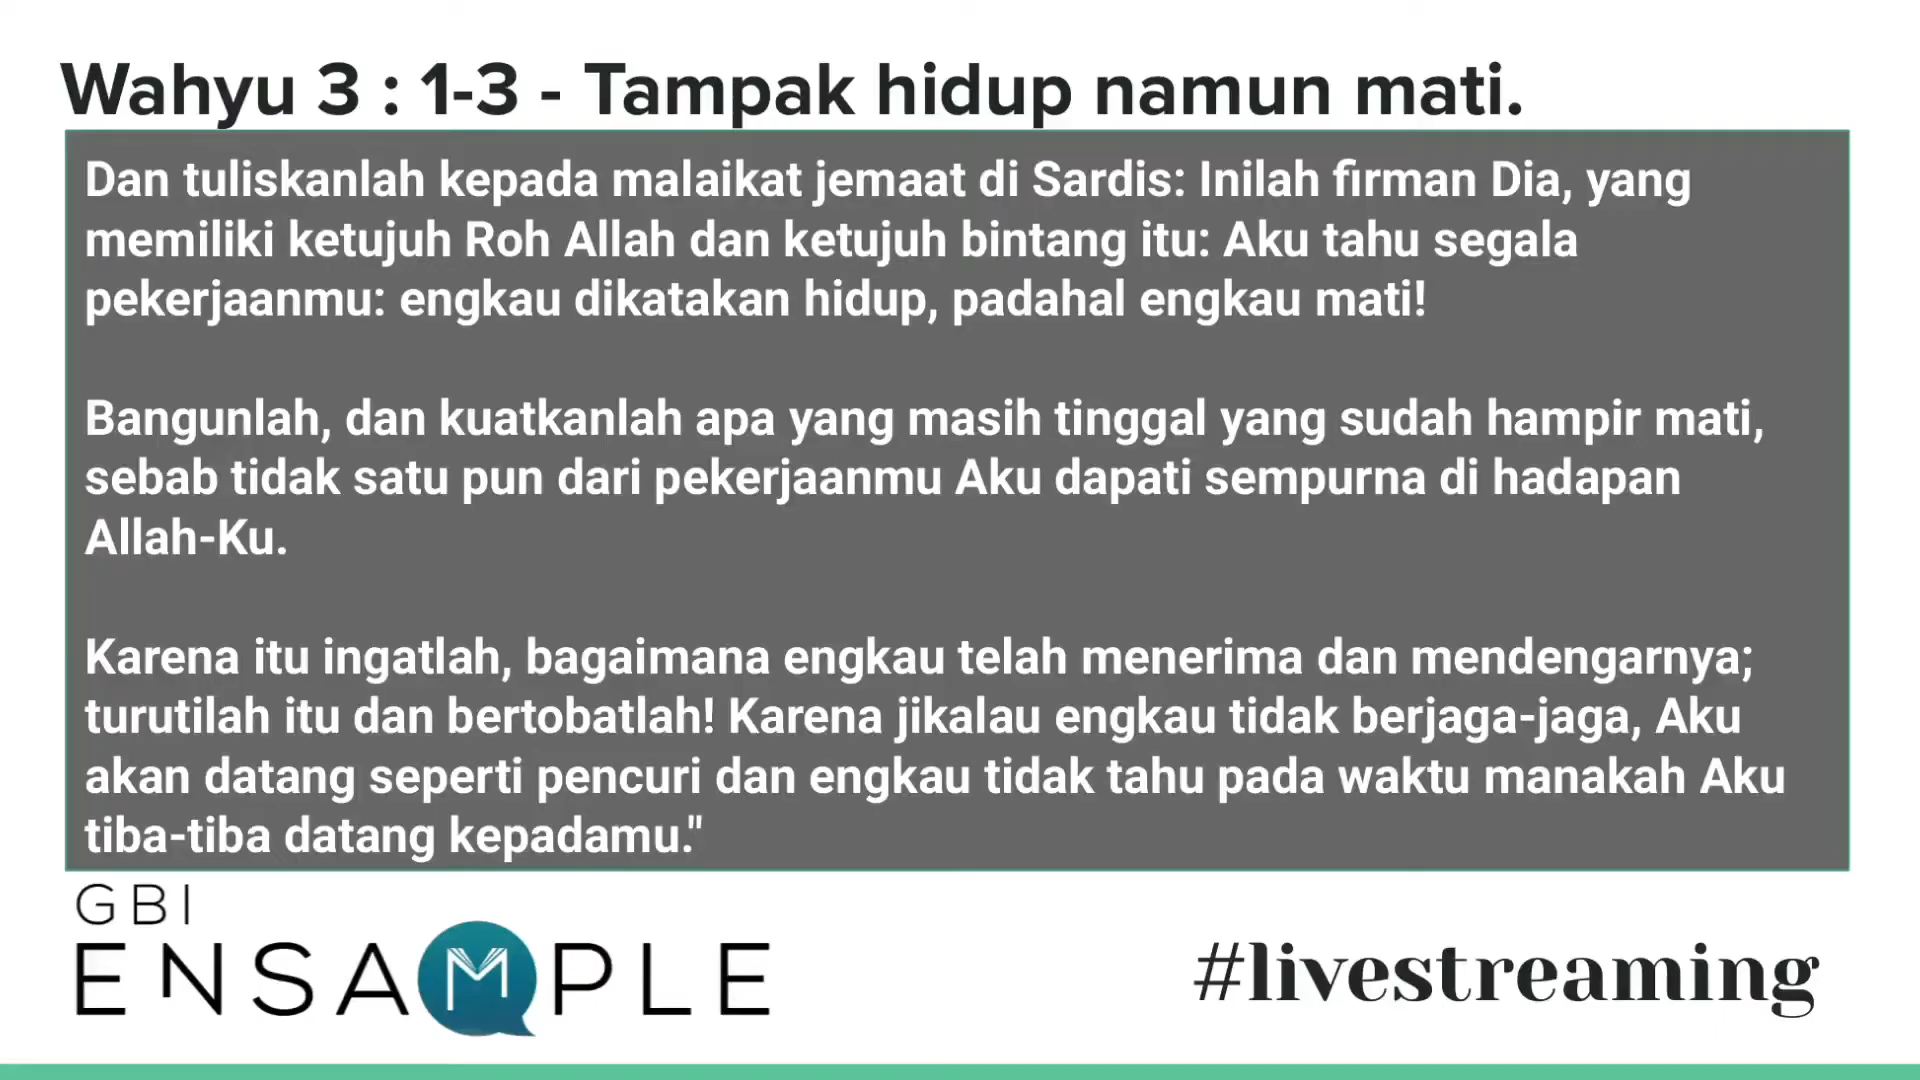 Wahyu 3 : 1-3 - Tampak hidup namun mati.
Dan tuliskanlah kepada malaikat jemaat di Sardis: Inilah firman Dia, yang
memiliki ketujuh Roh Allah dan ketujuh bintang itu: Aku tahu segala
pekerjaanmu: engkau dikatakan hidup, padahal engkau mati!
Bangunlah, dan kuatkanlah apa yang masih tinggal yang sudah hampir mati,
sebab tidak satu pun dari pekerjaanmu Aku dapati sempurna di hadapan
Allah-Ku.
Karena itu ingatlah, bagaimana engkau telah menerima dan mendengarnya;
turutilah itu dan bertobatlah! Karena jikalau engkau tidak berjaga-jaga, Aku
akan datang seperti pencuri dan engkau tidak tahu pada waktu manakah Aku
tiba-tiba datang kepadamu."
GBI
ENSAMPLE
#livestreaming